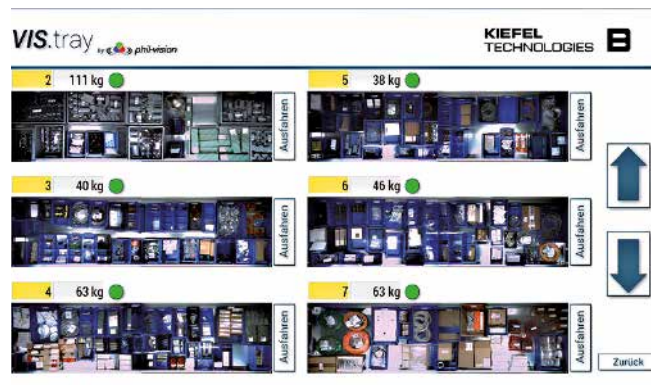 VIS.tray by phil-vision
KIEFEL
TECHNOLOGIES B
2 111 kg
Ausfahren
5 38 kg
Ausfahren
3 40 kg
Ausfahren
6 46 kg
Ausfahren
4 63 kg
Ausfahren
7 63 kg
Ausfahren
Zurück